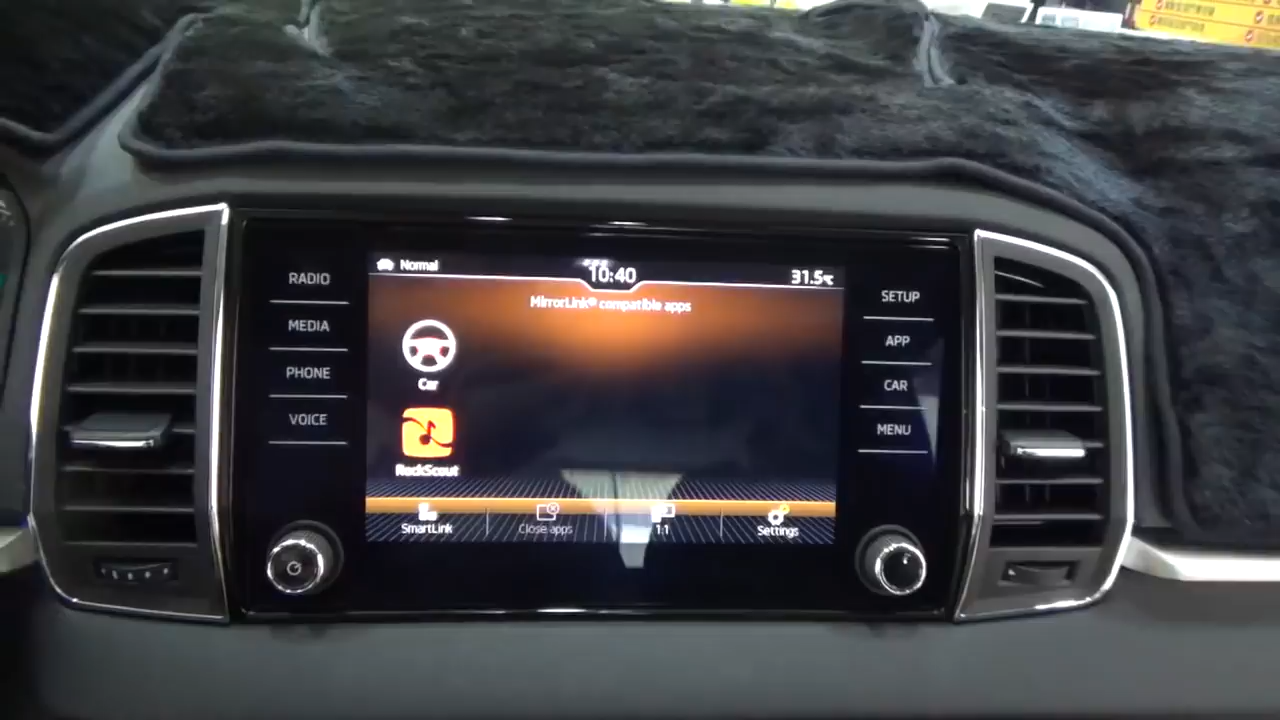 Normal
10:40
31.5°C
MirrorLink® compatible apps
Car
RockScout
SmartLink
Close apps
1:1
Settings
RADIO
MEDIA
PHONE
VOICE
SETUP
APP
CAR
MENU